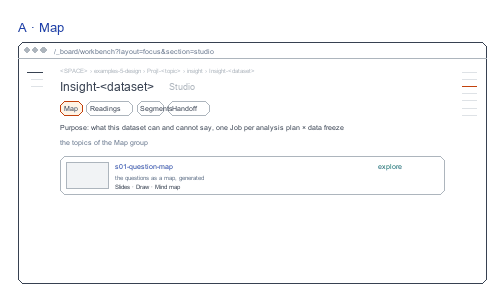 A · Map
/_board/workbench?layout=focus&section=studio
<SPACE> › examples-5-design › Proj/-<topic> › insight › Insight-<dataset>
Insight-<dataset> Studio
Map Readings Segments Handoff
Purpose: what this dataset can and cannot say, one Job per analysis plan × data freeze
the topics of the Map group
s01-question-map explore
the questions as a map, generated
Slides · Draw · Mind map